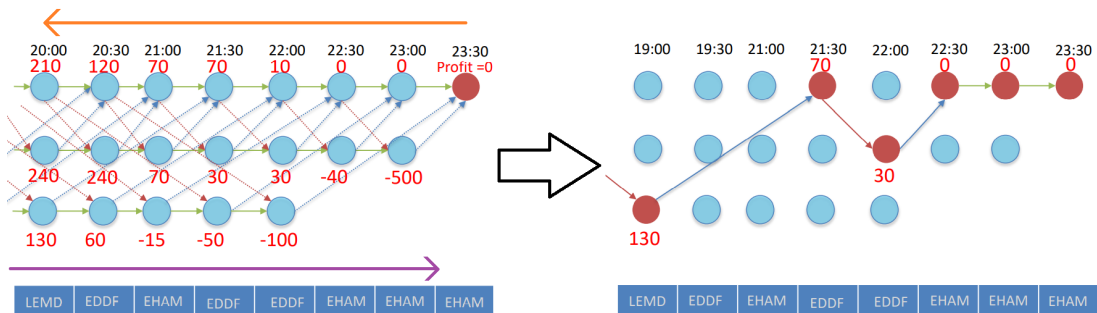 20:00 20:30 21:00 21:30 22:00 22:30 23:00 23:30
210 120 70 70 10 0 0 Profit =0
240 240 70 30 30 -40 -500
130 60 -15 -50 -100
LEMD EDDF EHAM EDDF EDDF EHAM EHAM EHAM
19:00 19:30 21:00 21:30 22:00 22:30 23:00 23:30
70 0 0 0
30
130
LEMD EDDF EHAM EDDF EDDF EHAM EHAM EHAM